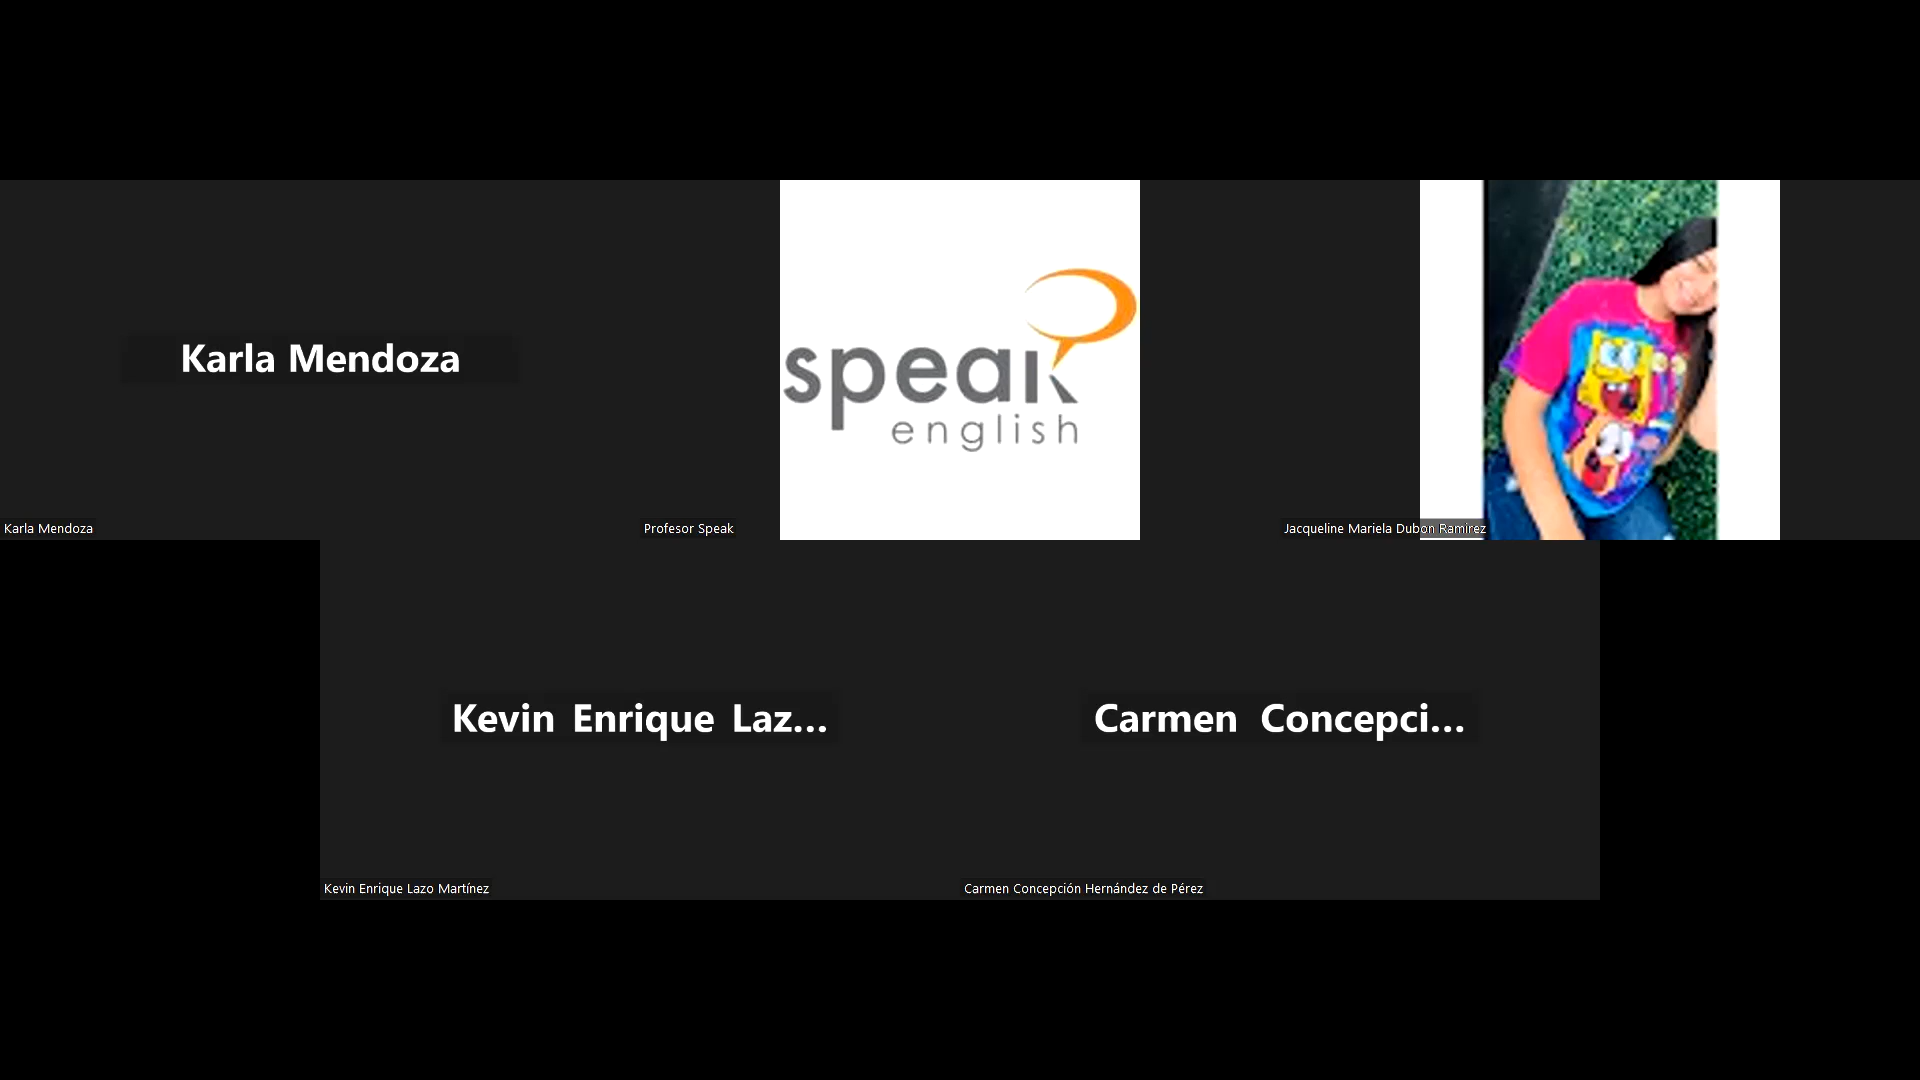 Karla Mendoza
speak
english
Karla Mendoza
Profesor Speak
Jacqueline Mariela Dubon Ramirez
Kevin Enrique Laz...
Carmen Concepci...
Kevin Enrique Lazo Martínez
Carmen Concepción Hernández de Pérez